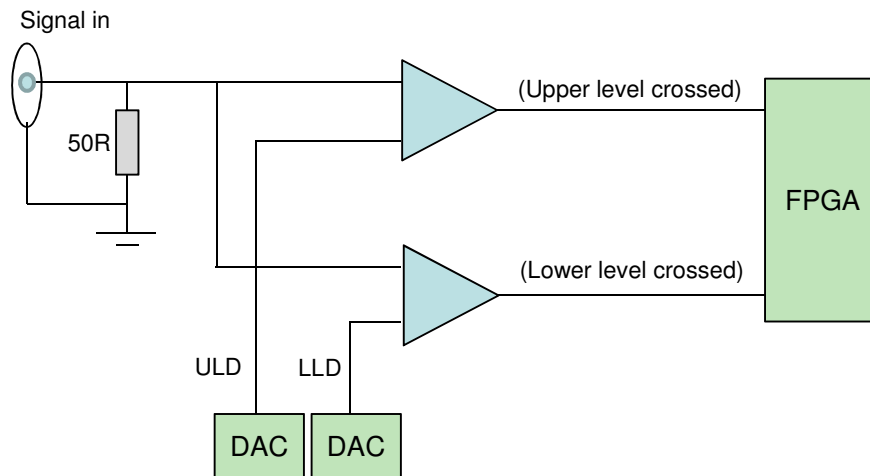 Signal in
(Upper level crossed)
50R
FPGA
(Lower level crossed)
ULD
LLD
DAC
DAC